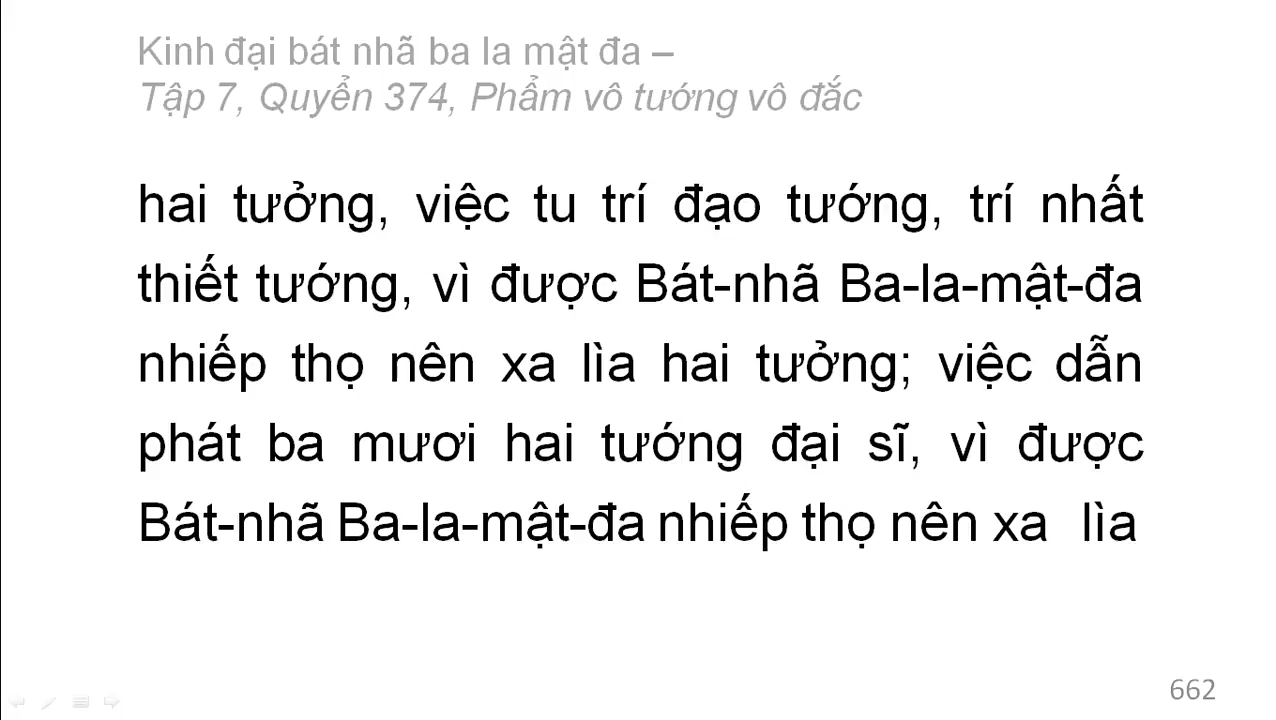 Kinh đại bát nhã ba la mật đa –
Tập 7, Quyển 374, Phẩm vô tướng vô đắc
hai tưởng, việc tu trí đạo tướng, trí nhất
thiết tướng, vì được Bát-nhã Ba-la-mật-đa
nhiếp thọ nên xa lìa hai tưởng; việc dẫn
phát ba mươi hai tướng đại sĩ, vì được
Bát-nhã Ba-la-mật-đa nhiếp thọ nên xa lìa
662